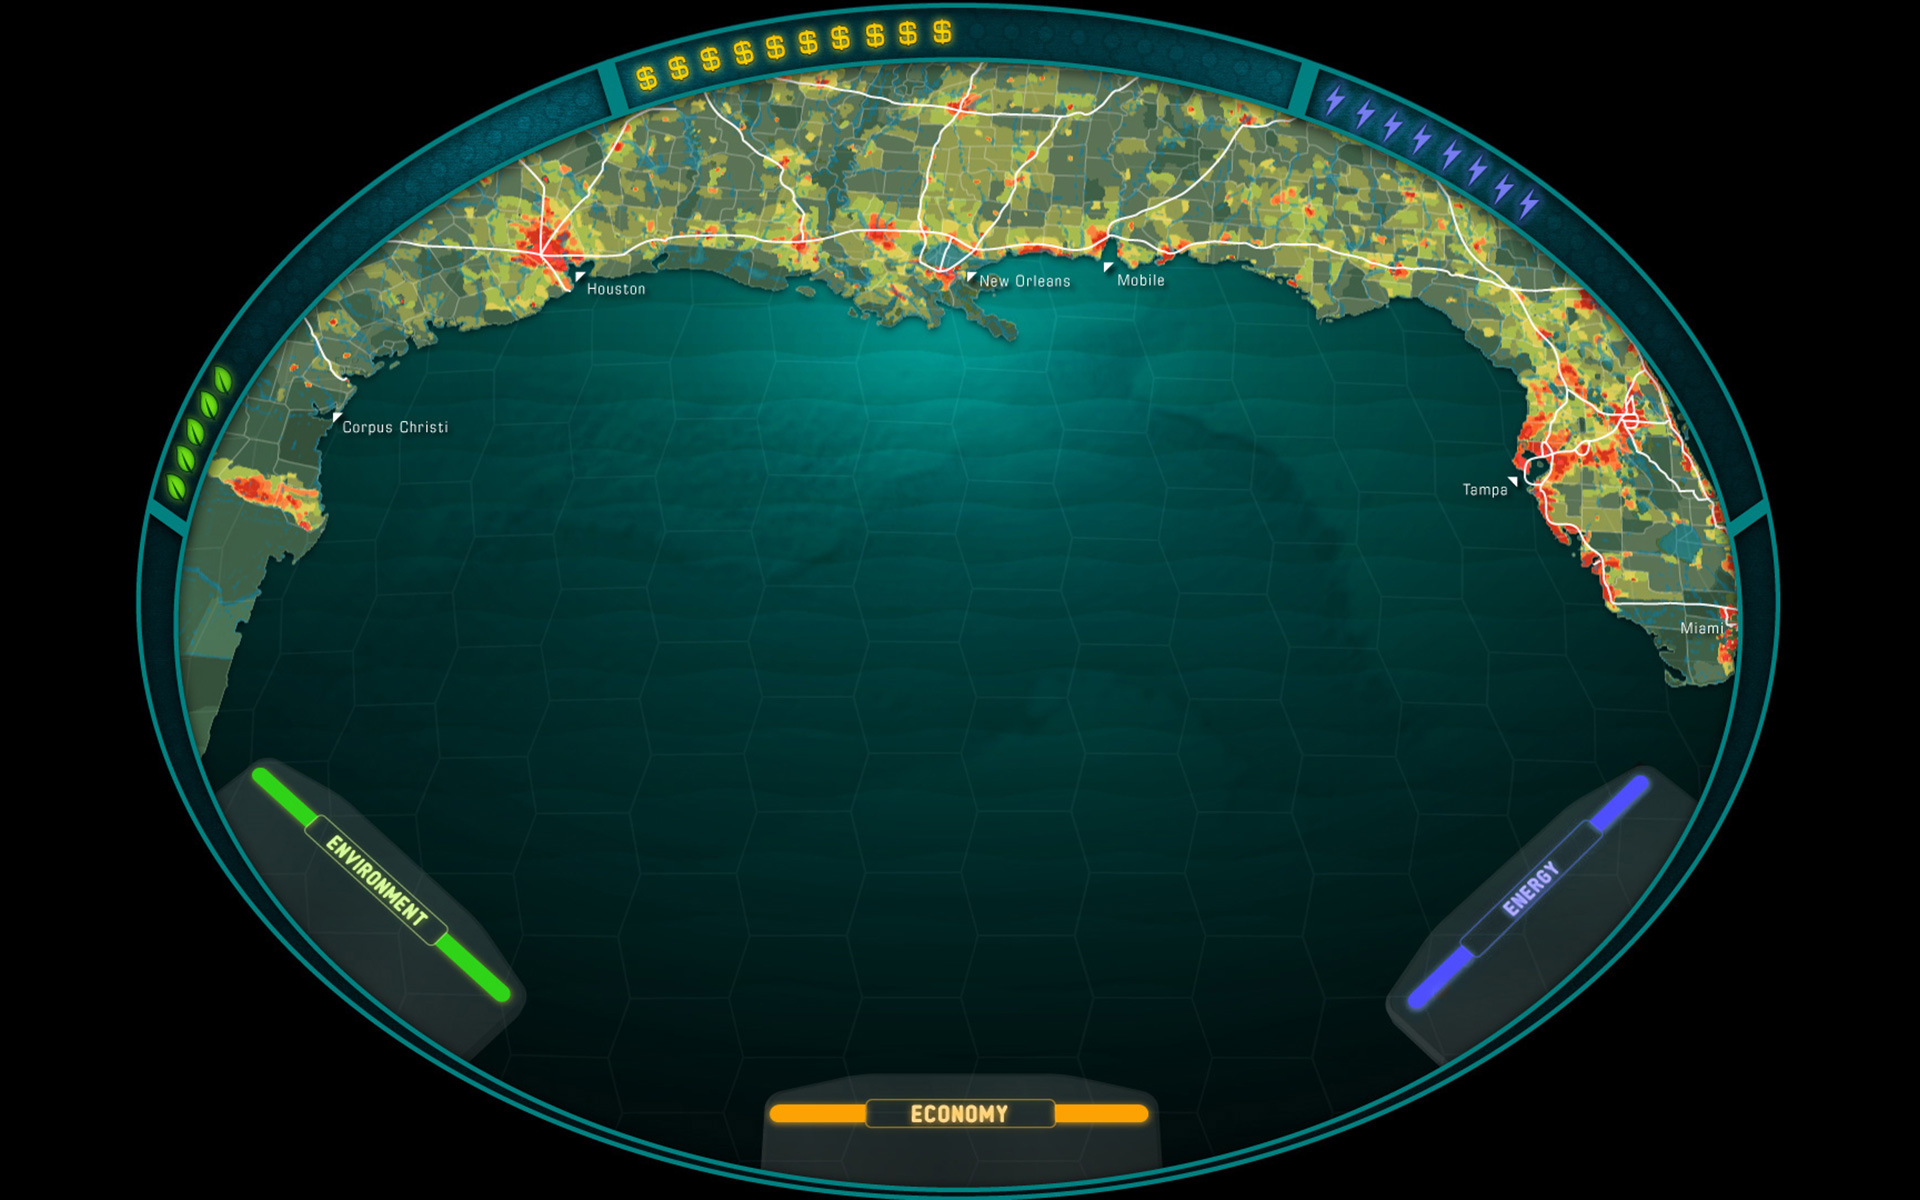 $ $ $ $ $ $ $ $ $ $
Houston
New Orleans
Mobile
Corpus Christi
Tampa
Miami
ENVIRONMENT
ENERGY
ECONOMY